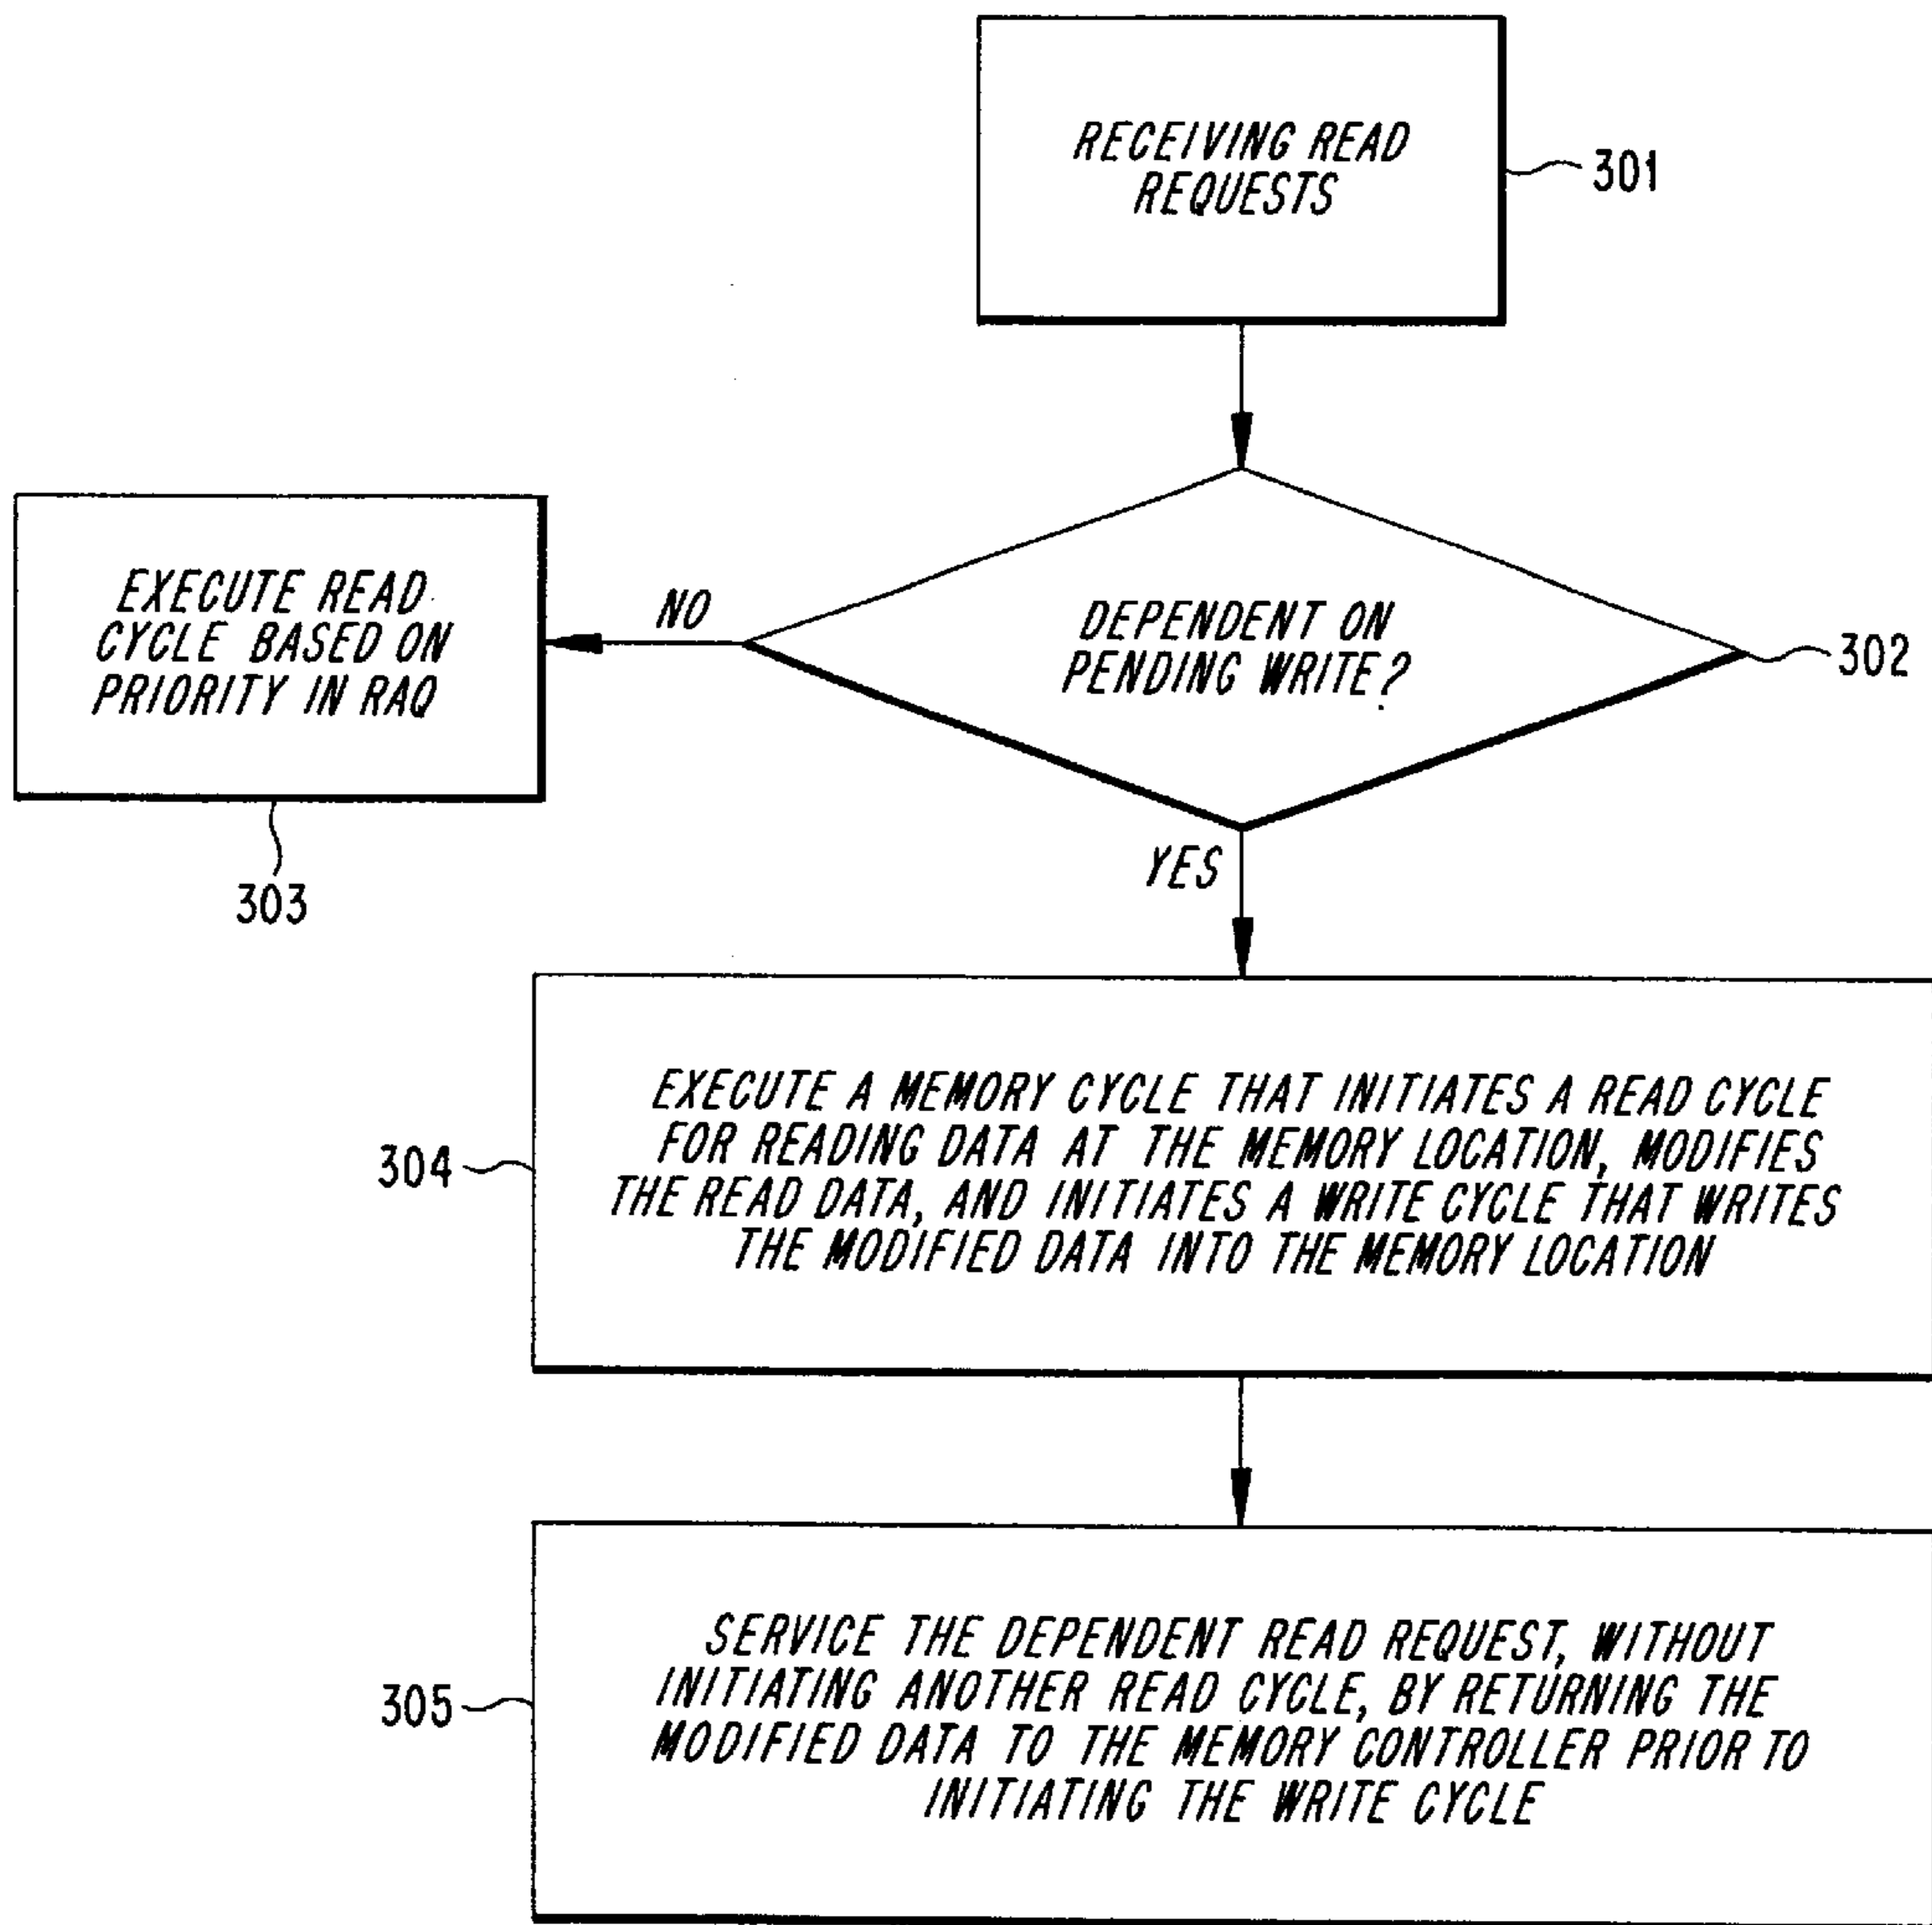 RECEIVING READ
REQUESTS
301
DEPENDENT ON
PENDING WRITE?
302
NO
EXECUTE READ
CYCLE BASED ON
PRIORITY IN RAQ
303
YES
304
EXECUTE A MEMORY CYCLE THAT INITIATES A READ CYCLE
FOR READING DATA AT THE MEMORY LOCATION, MODIFIES
THE READ DATA, AND INITIATES A WRITE CYCLE THAT WRITES
THE MODIFIED DATA INTO THE MEMORY LOCATION
305
SERVICE THE DEPENDENT READ REQUEST, WITHOUT
INITIATING ANOTHER READ CYCLE, BY RETURNING THE
MODIFIED DATA TO THE MEMORY CONTROLLER PRIOR TO
INITIATING THE WRITE CYCLE